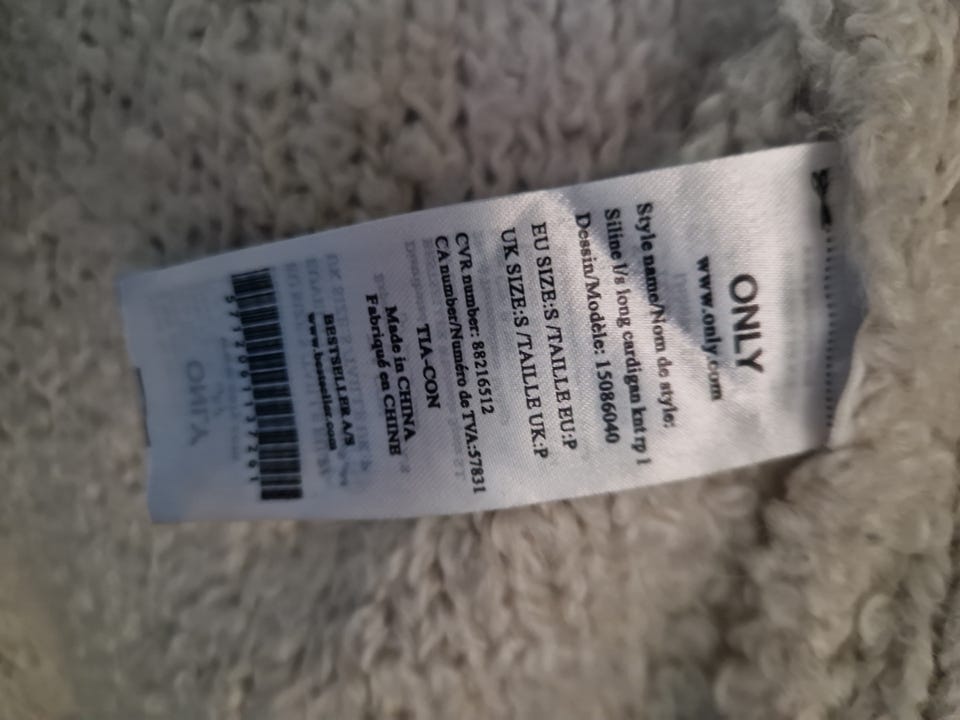 ONLY
www.only.com
Style name/Nom de style:
Siline l/s long cardigan knt rp 1
Dessin/Modèle: 15086040
EU SIZE:S /TAILLE EU:P
UK SIZE:S /TAILLE UK:P
CVR number: 88216512
CA number/Numéro de TVA:57831
TIA-CON
Made in CHINA
Fabriqué en CHINE
BESTSELLER A/S
www.bestseller.com